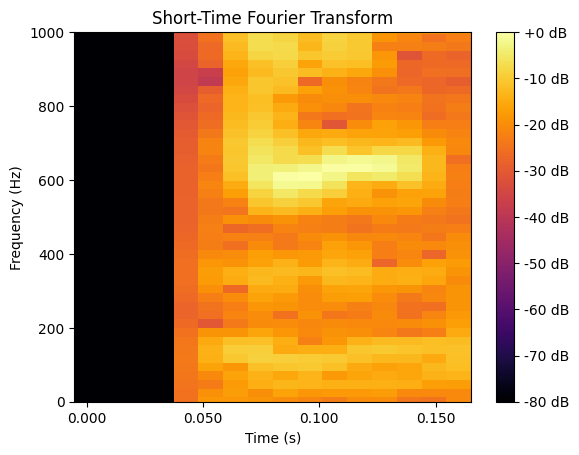 Short-Time Fourier Transform
1000
800
600
400
200
0
Frequency (Hz)
0.000
0.050
0.100
0.150
Time (s)
+0 dB
-10 dB
-20 dB
-30 dB
-40 dB
-50 dB
-60 dB
-70 dB
-80 dB